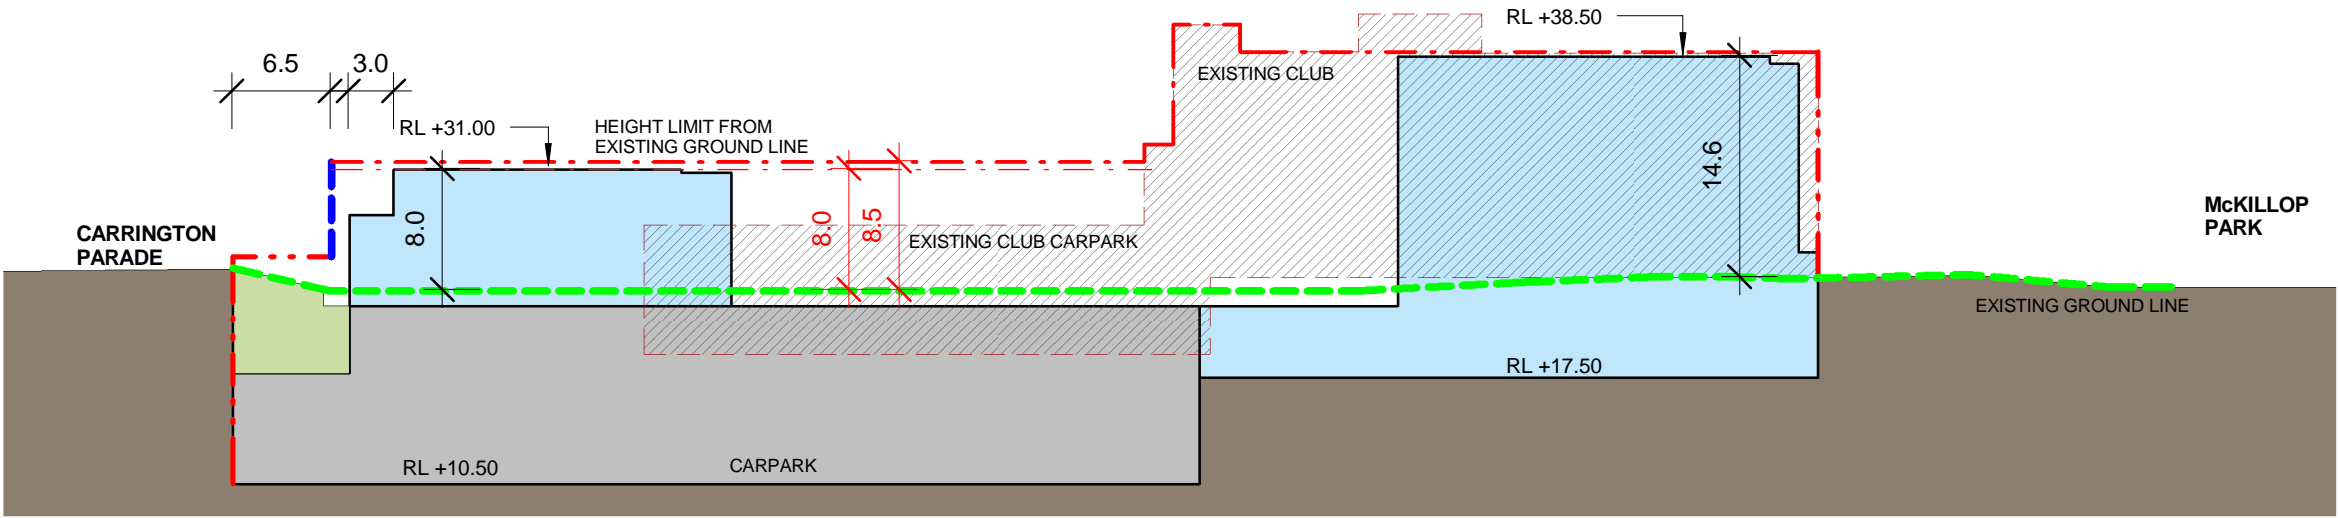 RL +38.50
6.5
3.0
EXISTING CLUB
RL +31.00
HEIGHT LIMIT FROM
EXISTING GROUND LINE
14.6
8.0
8.0
8.5
CARRINGTON
PARADE
EXISTING CLUB CARPARK
McKILLOP
PARK
EXISTING GROUND LINE
RL +17.50
RL +10.50
CARPARK